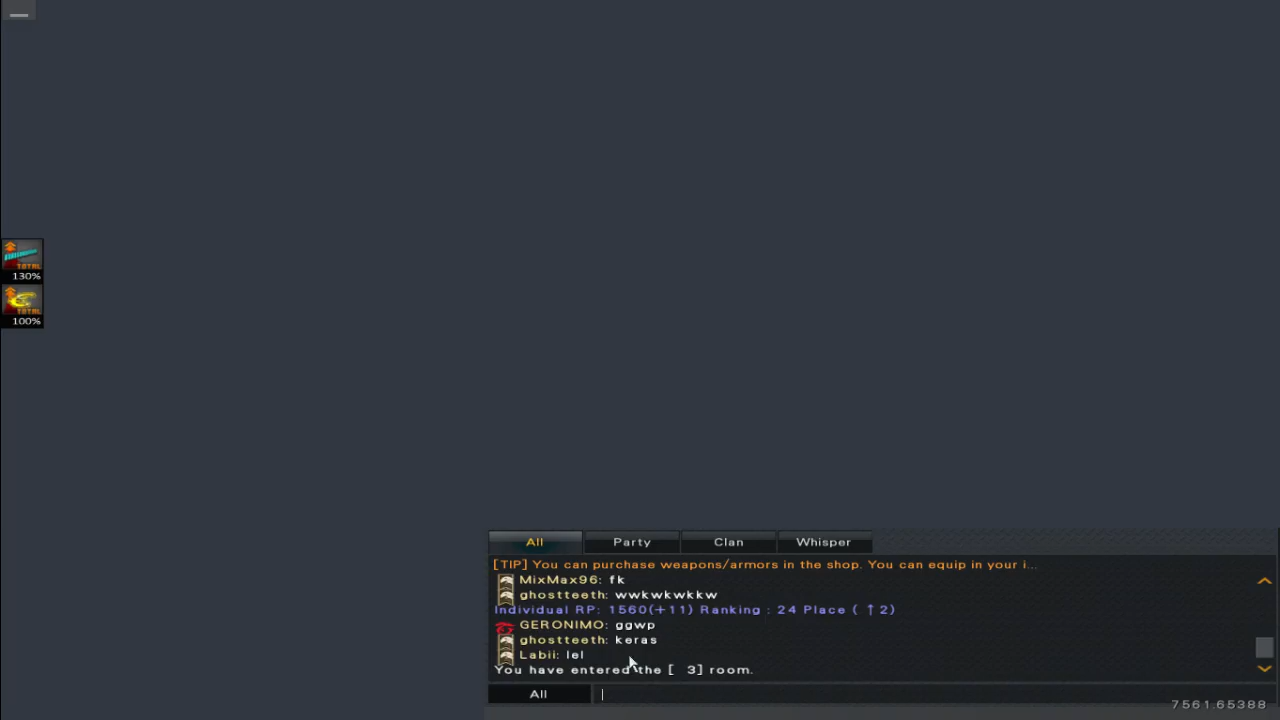 TOTAL
130%
TOTAL
100%
All Party Clan Whisper
[TIP] You can purchase weapons/armors in the shop. You can equip in your i...
MixMax96: fk
ghostteeth: wwkwkwkkw
Individual RP: 1560(+11) Ranking : 24 Place ( ↑2)
GERONIMO: ggwp
ghostteeth: keras
Labii: lel
You have entered the [ 3] room.
All
7561.65388